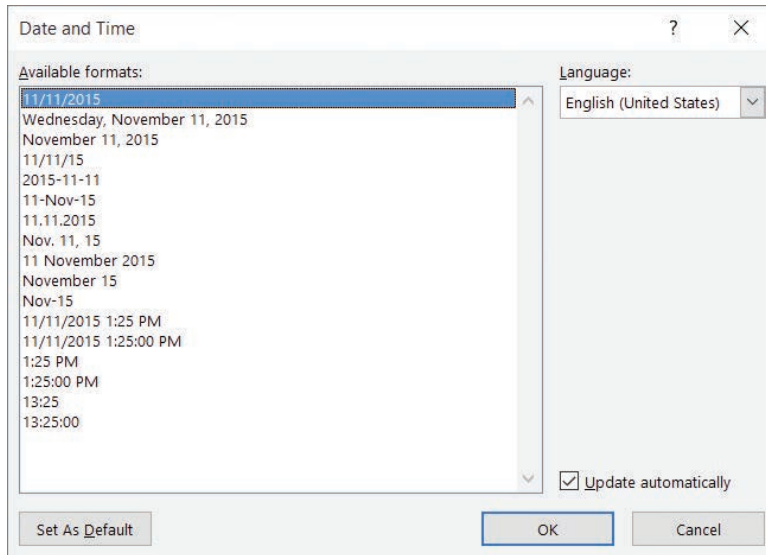 Date and Time
Available formats:
Language:
11/11/2015
English (United States)
Wednesday, November 11, 2015
November 11, 2015
11/11/15
2015-11-11
11-Nov-15
11.11.2015
Nov. 11, 15
11 November 2015
November 15
Nov-15
11/11/2015 1:25 PM
11/11/2015 1:25:00 PM
1:25 PM
1:25:00 PM
13:25
13:25:00
Update automatically
Set As Default
OK
Cancel